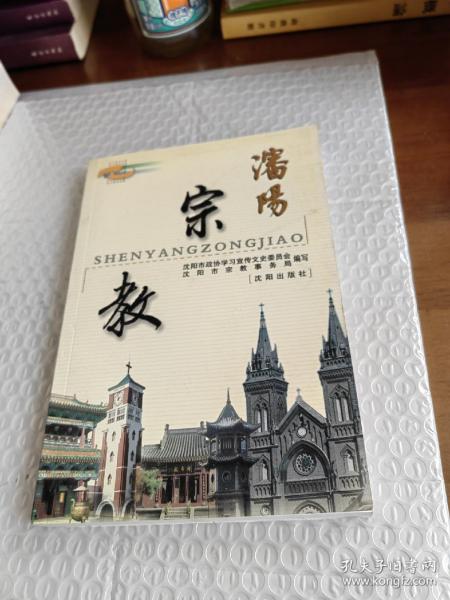 瀋陽
宗教
SHENYANGZONGJIAO
沈阳市政协学习宣传文史委员会
沈阳市宗教事务局
编写
[沈阳出版社]
孔夫子旧书网
www.kongfz.com